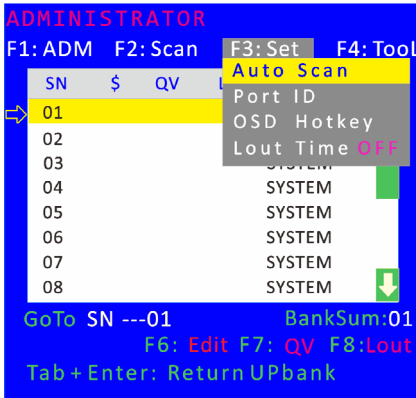 ADMINISTRATOR
F1: ADM F2: Scan F3: Set F4: TooL
SN $ QV
Auto Scan
Port ID
OSD Hotkey
Lout Time OFF
01
02
03 SYSTEM
04 SYSTEM
05 SYSTEM
06 SYSTEM
07 SYSTEM
08 SYSTEM
GoTo SN ---01 BankSum:01
F6: Edit F7: QV F8:Lout
Tab+Enter: Return UPbank